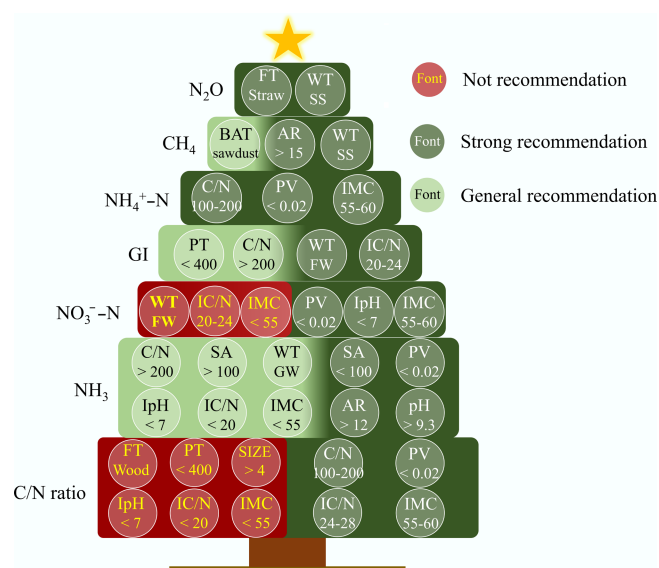 N₂O
FT WT
Straw SS
Font Not recommendation
CH₄
BAT AR WT
sawdust > 15 SS
Font Strong recommendation
NH₄⁺–N
C/N PV IMC
100-200 < 0.02 55-60
Font General recommendation
GI
PT C/N WT IC/N
< 400 > 200 FW 20-24
NO₃⁻–N
WT IC/N IMC PV IpH IMC
FW 20-24 < 55 < 0.02 < 7 55-60
NH₃
C/N SA WT SA PV
> 200 > 100 GW < 100 < 0.02
IpH IC/N IMC AR pH
< 7 < 20 < 55 > 12 > 9.3
C/N ratio
FT PT SIZE C/N PV
Wood < 400 > 4 100-200 < 0.02
IpH IC/N IMC IC/N IMC
< 7 < 20 < 55 24-28 55-60